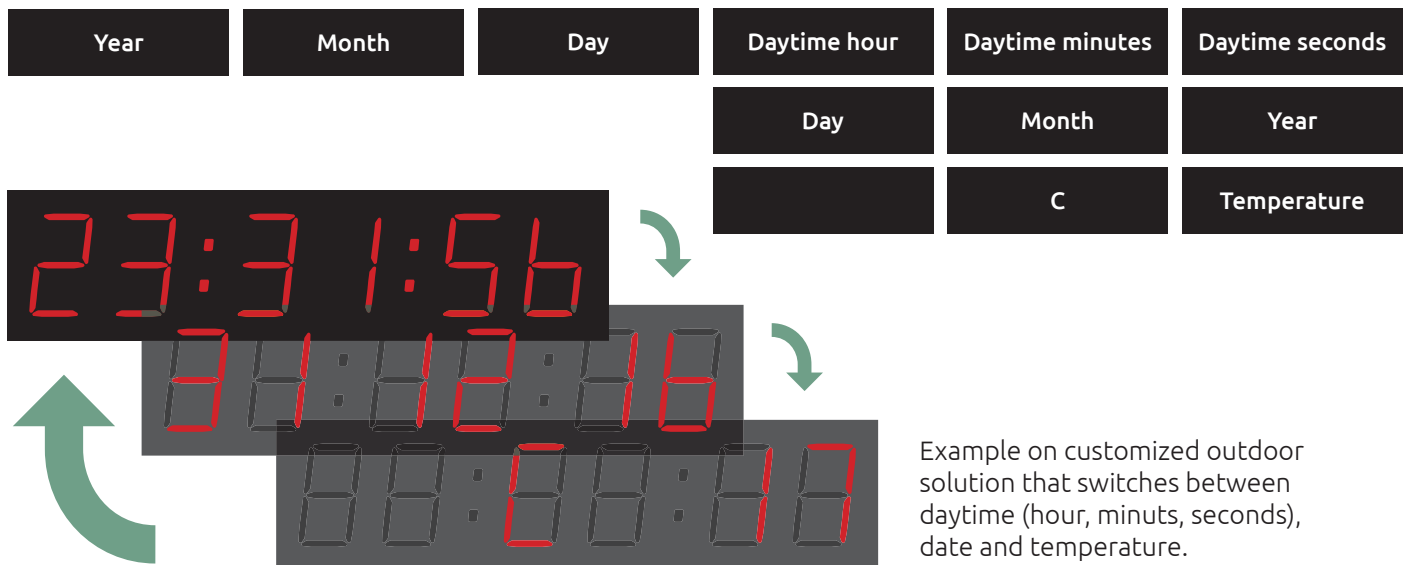 Year Month Day Daytime hour Daytime minutes Daytime seconds
Day Month Year
C Temperature
23:31:56
31 12 16
C 17
Example on customized outdoor
solution that switches between
daytime (hour, minuts, seconds),
date and temperature.